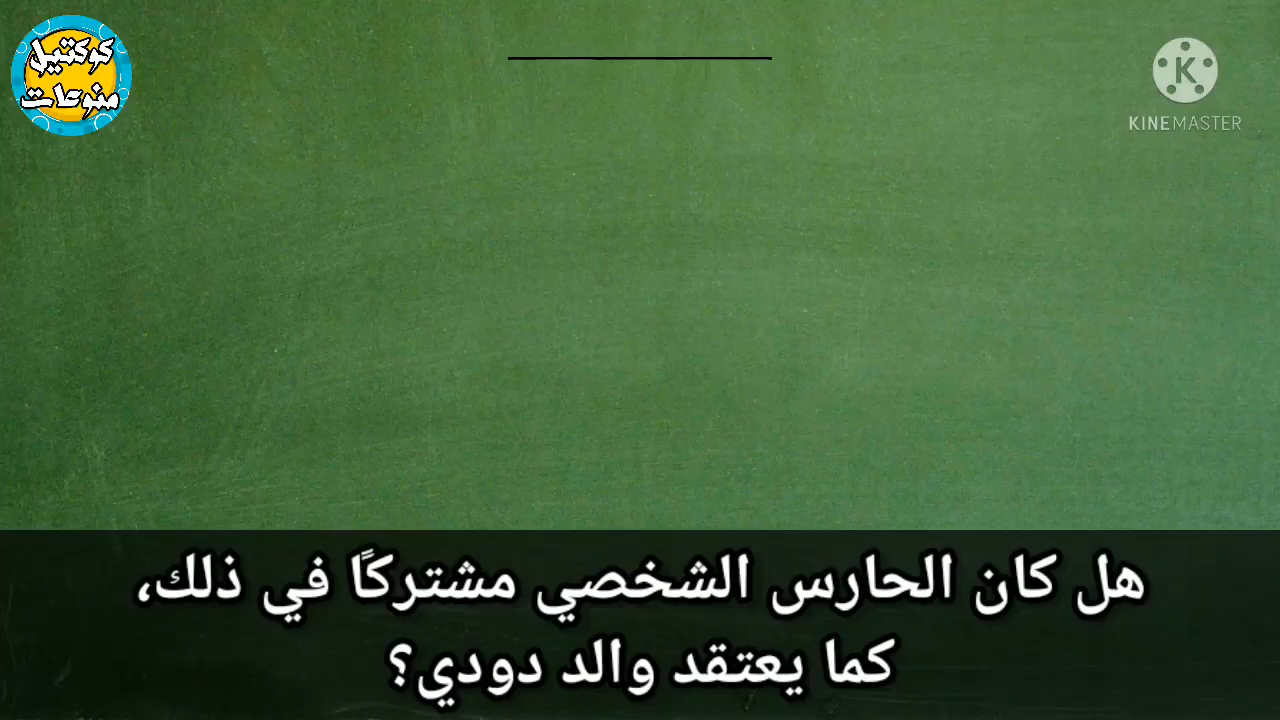 كوكتيل
منوعات
K
KINEMASTER
هل كان الحارس الشخصي مشتركًا في ذلك،
كما يعتقد والد دودي؟